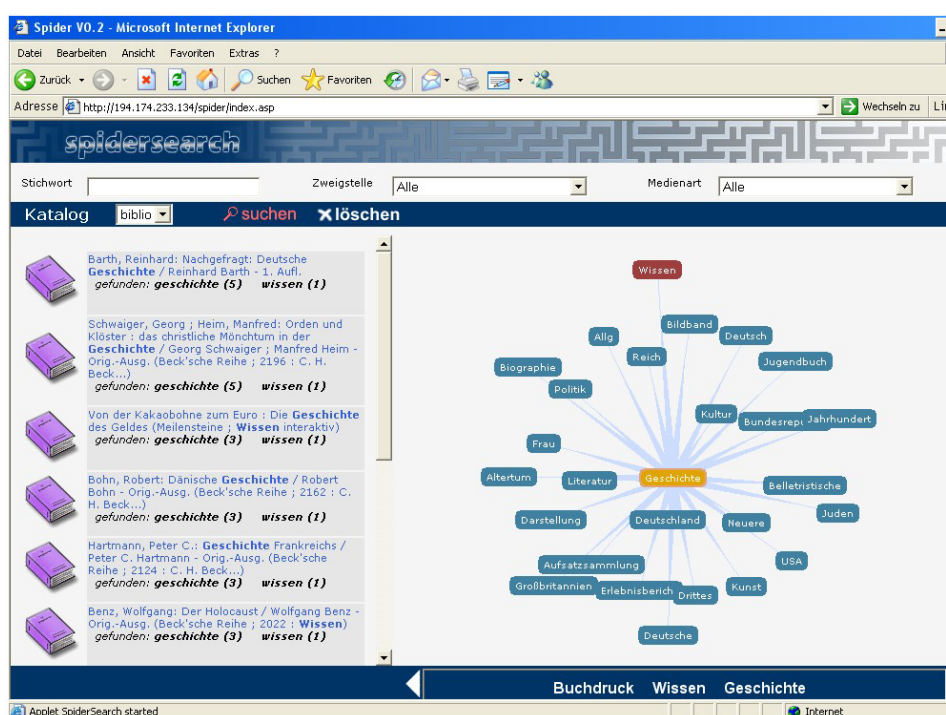 Spider V0.2 - Microsoft Internet Explorer
Datei Bearbeiten Ansicht Favoriten Extras ?
Zurück Suchen Favoriten
Adresse http://194.174.233.134/spider/index.asp Wechseln zu
spidersearch
Stichwort Zweigstelle Alle Medienart Alle
Katalog biblio suchen löschen
Barth, Reinhard: Nachgefragt: Deutsche
Geschichte / Reinhard Barth - 1. Aufl.
gefunden: geschichte (5) wissen (1)
Schwaiger, Georg ; Heim, Manfred: Orden und
Klöster : das christliche Mönchtum in der
Geschichte / Georg Schwaiger ; Manfred Heim -
Orig.-Ausg. (Beck'sche Reihe ; 2196 : C. H.
Beck...)
gefunden: geschichte (5) wissen (1)
Von der Kakaobohne zum Euro : Die Geschichte
des Geldes (Meilensteine ; Wissen interaktiv)
gefunden: geschichte (3) wissen (1)
Bohn, Robert: Dänische Geschichte / Robert
Bohn - Orig.-Ausg. (Beck'sche Reihe ; 2162 : C.
H. Beck...)
gefunden: geschichte (3) wissen (1)
Hartmann, Peter C.: Geschichte Frankreichs /
Peter C. Hartmann - Orig.-Ausg. (Beck'sche
Reihe ; 2124 : C. H. Beck...)
gefunden: geschichte (3) wissen (1)
Benz, Wolfgang: Der Holocaust / Wolfgang Benz -
Orig.-Ausg. (Beck'sche Reihe ; 2022 : Wissen)
gefunden: geschichte (3) wissen (1)
Wissen
Bildband
Allg
Deutsch
Reich
Jugendbuch
Biographie
Politik
Kultur
Bundesrepu
Jahrhundert
Frau
Altertum
Literatur
Geschichte
Belletristische
Darstellung
Deutschland
Neuere
Juden
Aufsatzsammlung
USA
Großbritannien
Erlebnisberich
Drittes
Kunst
Deutsche
Buchdruck Wissen Geschichte
Applet SpiderSearch started Internet